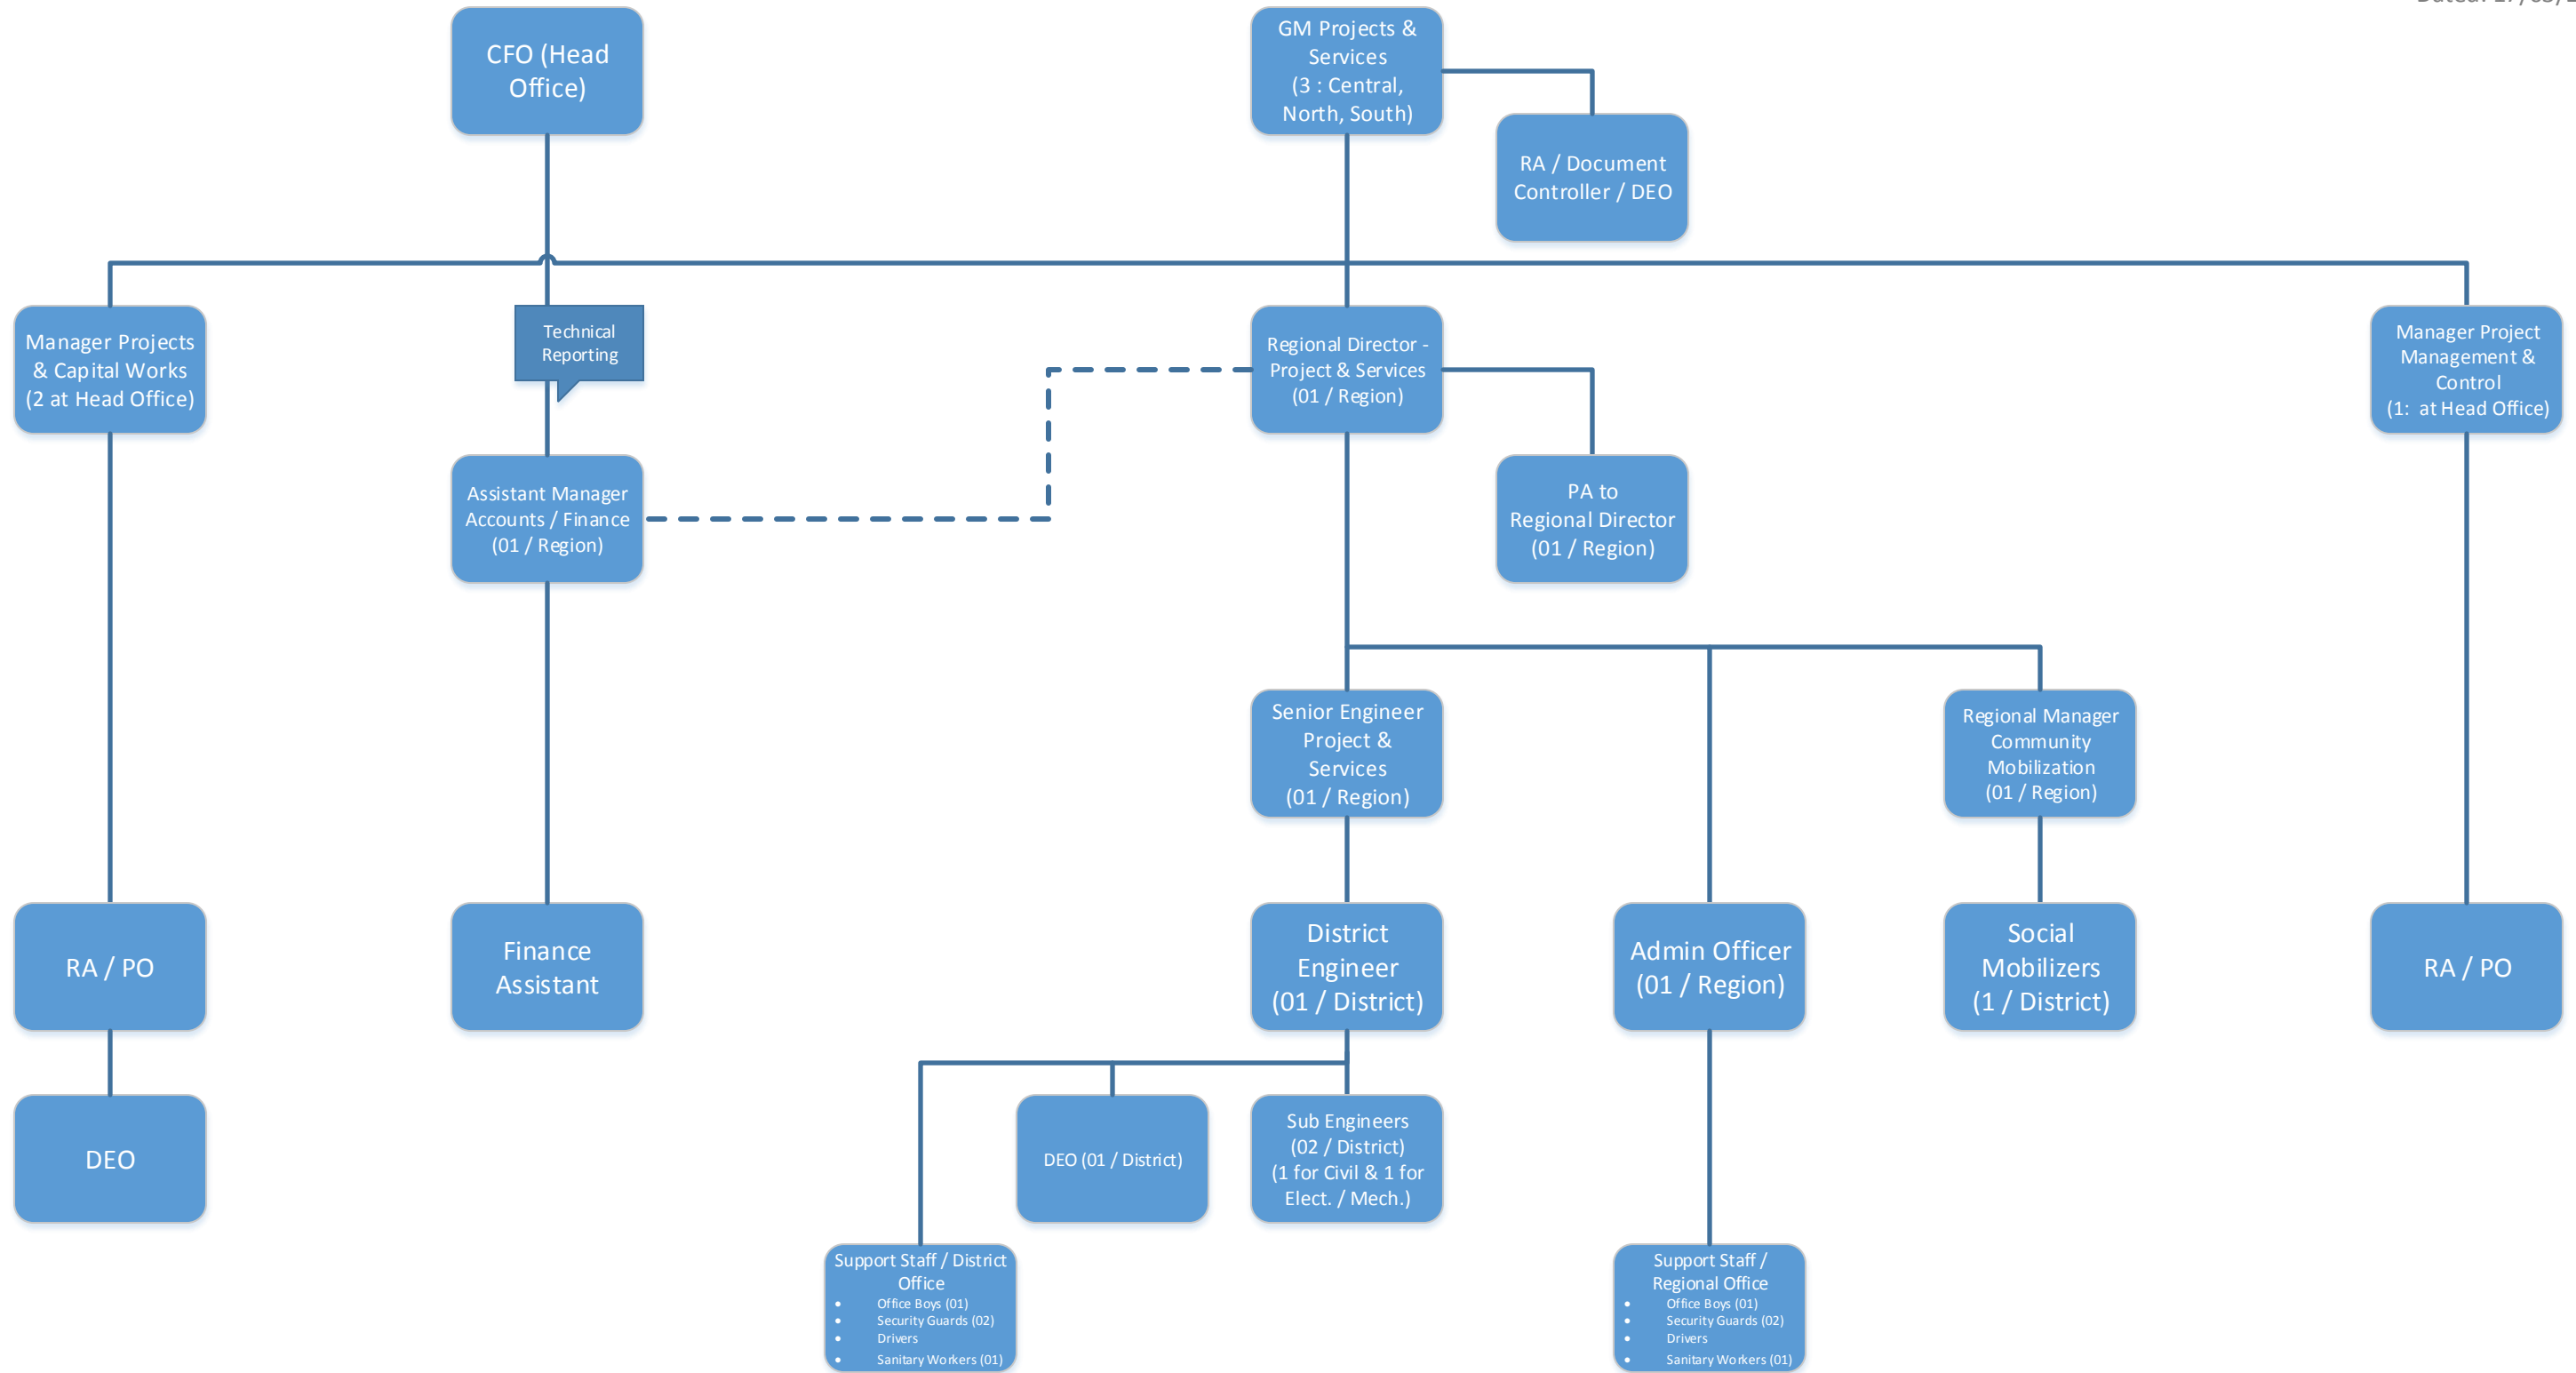 CFO (Head
Office)
GM Projects &
Services
(3 : Central,
North, South)
RA / Document
Controller / DEO
Manager Projects
& Capital Works
(2 at Head Office)
Technical
Reporting
Regional Director -
Project & Services
(01 / Region)
Manager Project
Management &
Control
(1: at Head Office)
Assistant Manager
Accounts / Finance
(01 / Region)
PA to
Regional Director
(01 / Region)
Senior Engineer
Project &
Services
(01 / Region)
Regional Manager
Community
Mobilization
(01 / Region)
RA / PO
Finance
Assistant
District
Engineer
(01 / District)
Admin Officer
(01 / Region)
Social
Mobilizers
(1 / District)
RA / PO
DEO
DEO (01 / District)
Sub Engineers
(02 / District)
(1 for Civil & 1 for
Elect. / Mech.)
Support Staff / District
Office
• Office Boys (01)
• Security Guards (02)
• Drivers
• Sanitary Workers (01)
Support Staff /
Regional Office
• Office Boys (01)
• Security Guards (02)
• Drivers
• Sanitary Workers (01)